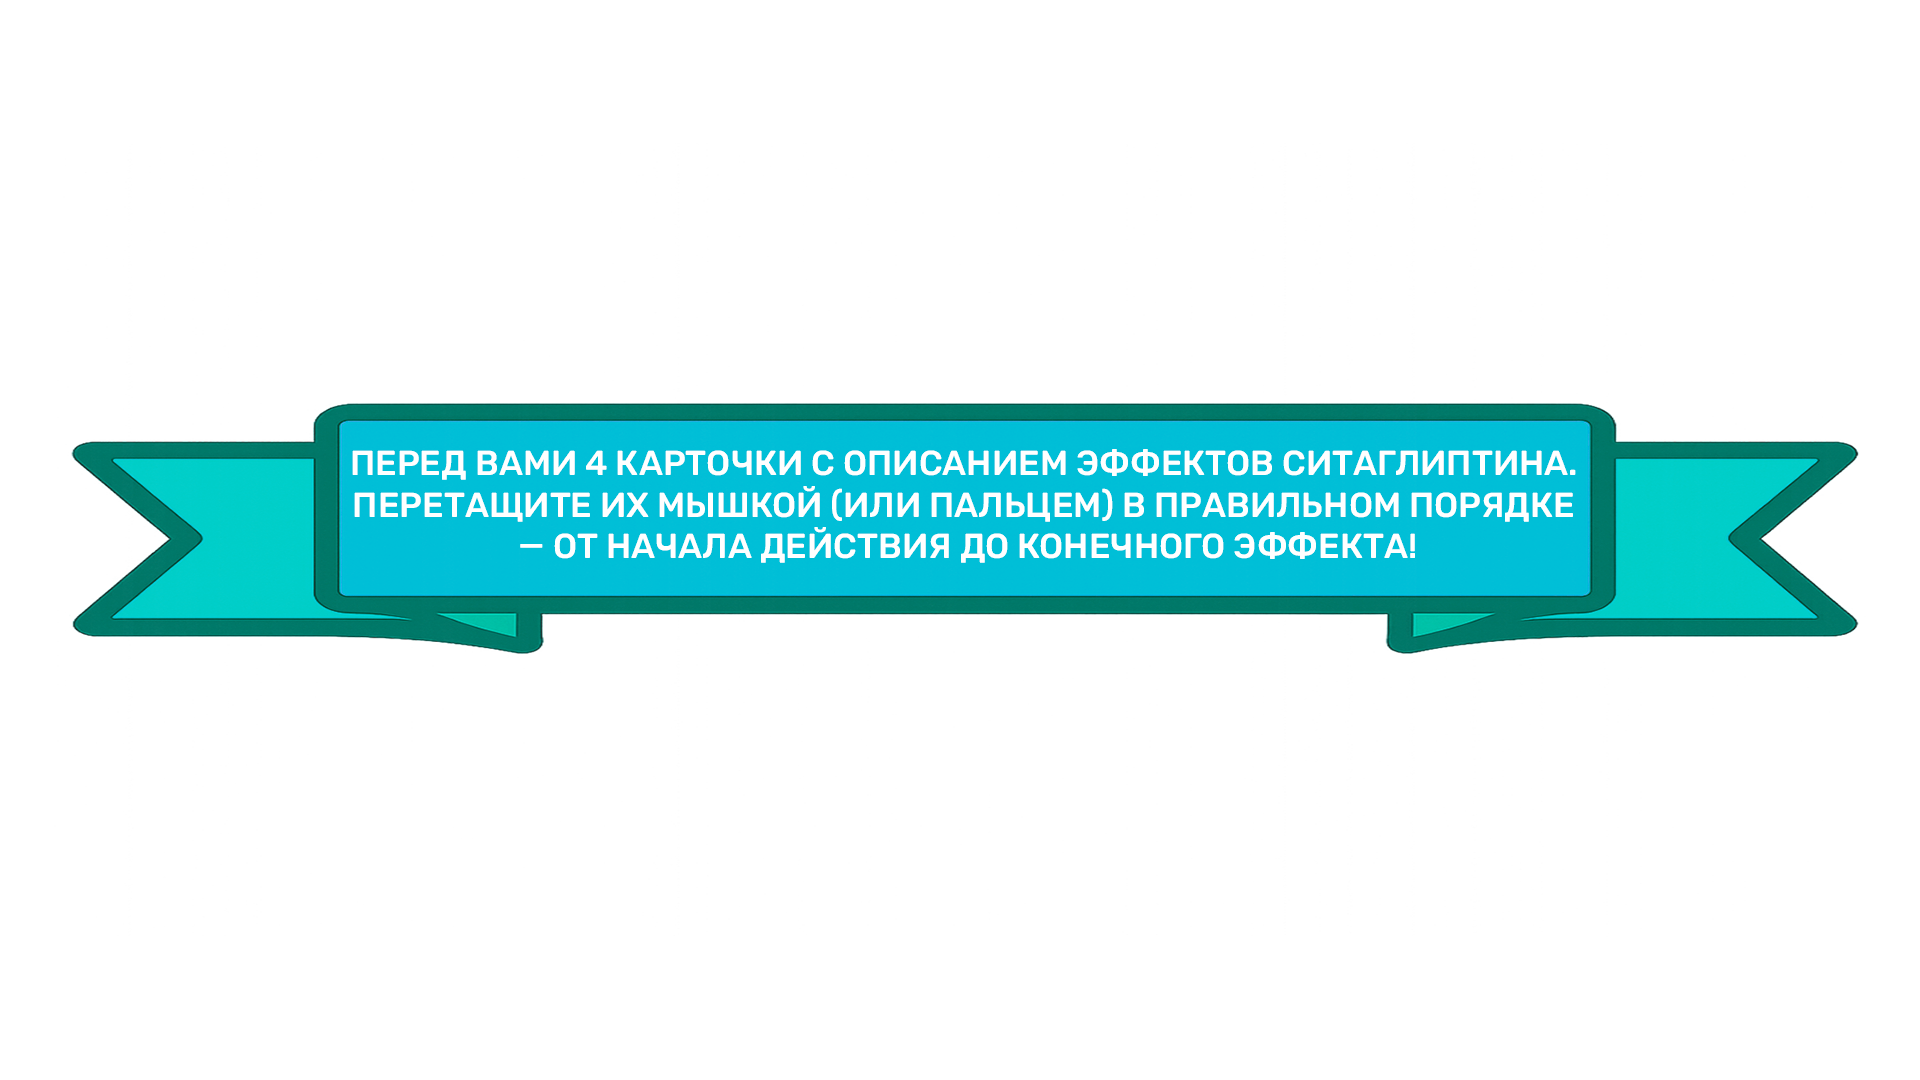 ПЕРЕД ВАМИ 4 КАРТОЧКИ С ОПИСАНИЕМ ЭФФЕКТОВ СИТАГЛИПТИНА.
ПЕРЕТАЩИТЕ ИХ МЫШКОЙ (ИЛИ ПАЛЬЦЕМ) В ПРАВИЛЬНОМ ПОРЯДКЕ
— ОТ НАЧАЛА ДЕЙСТВИЯ ДО КОНЕЧНОГО ЭФФЕКТА!